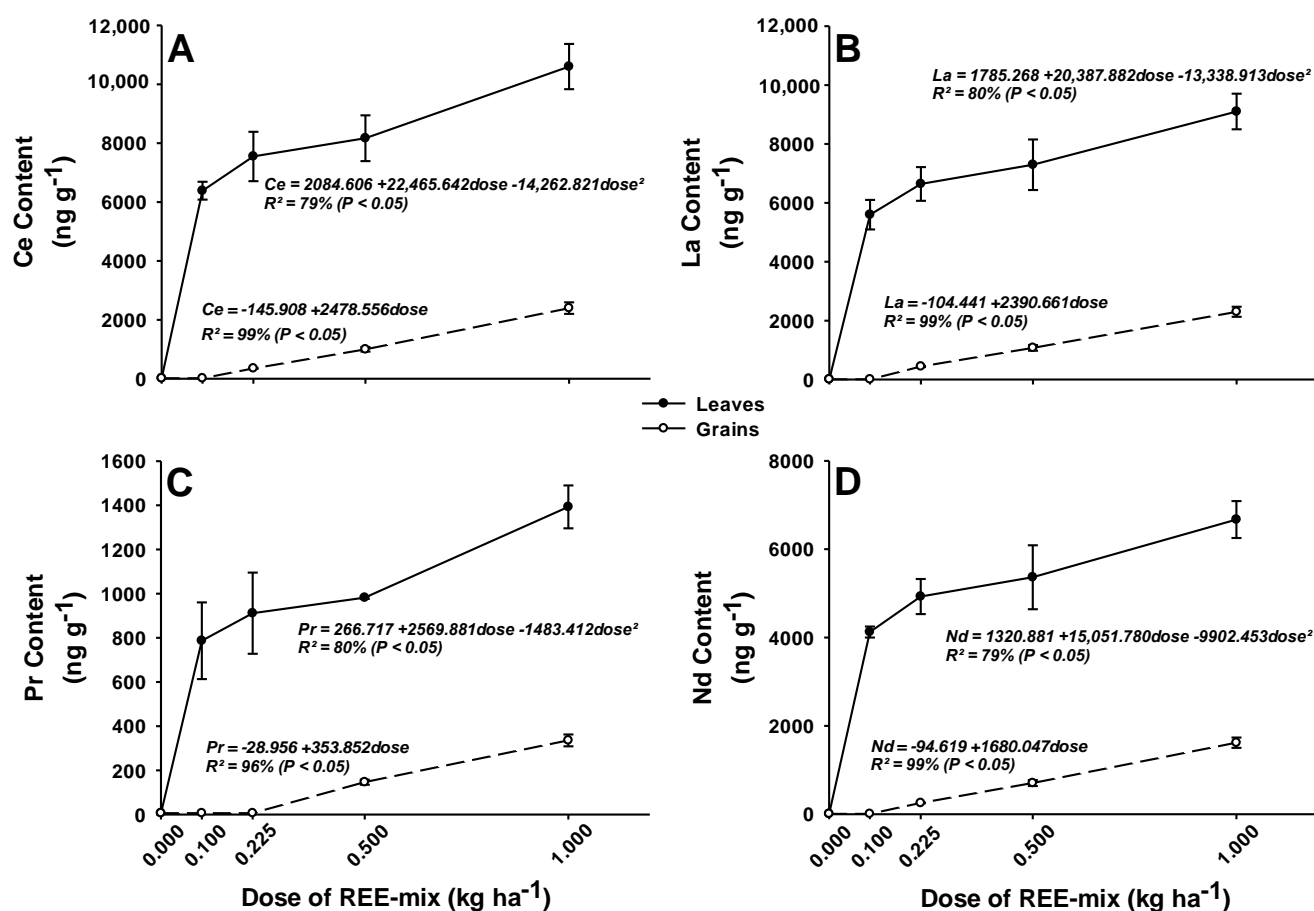 A
12,000
10,000
8000
6000
4000
2000
0
Ce Content
(ng g⁻¹)
Ce = 2084.606 +22,465.642dose -14,262.821dose²
R² = 79% (P < 0.05)
Ce = -145.908 +2478.556dose
R² = 99% (P < 0.05)
B
12,000
10,000
8000
6000
4000
2000
0
La Content
(ng g⁻¹)
La = 1785.268 +20,387.882dose -13,338.913dose²
R² = 80% (P < 0.05)
La = -104.441 +2390.661dose
R² = 99% (P < 0.05)
Leaves
Grains
C
1600
1400
1200
1000
800
600
400
200
0
Pr Content
(ng g⁻¹)
Pr = 266.717 +2569.881dose -1483.412dose²
R² = 80% (P < 0.05)
Pr = -28.956 +353.852dose
R² = 96% (P < 0.05)
0.000
0.100
0.225
0.500
1.000
Dose of REE-mix (kg ha⁻¹)
D
8000
6000
4000
2000
0
Nd Content
(ng g⁻¹)
Nd = 1320.881 +15,051.780dose -9902.453dose²
R² = 79% (P < 0.05)
Nd = -94.619 +1680.047dose
R² = 99% (P < 0.05)
0.000
0.100
0.225
0.500
1.000
Dose of REE-mix (kg ha⁻¹)